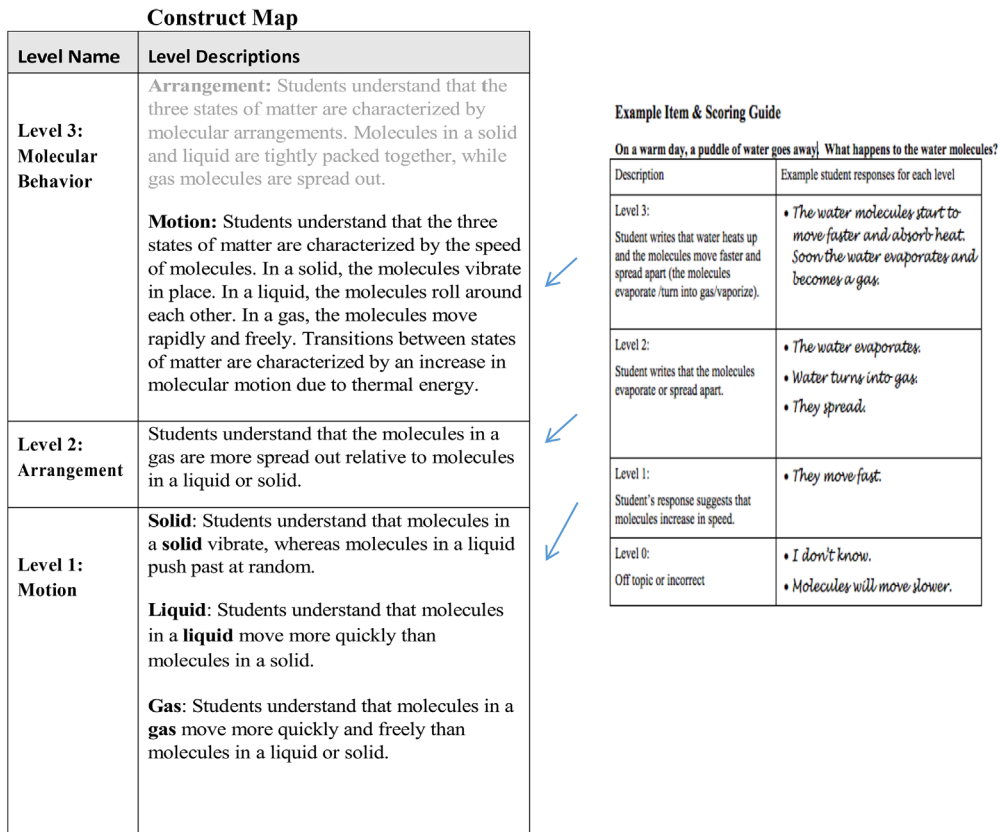 Construct Map
Level Name
Level Descriptions
Level 3:
Molecular
Behavior
Arrangement: Students understand that the
three states of matter are characterized by
molecular arrangements. Molecules in a solid
and liquid are tightly packed together, while
gas molecules are spread out.
Motion: Students understand that the three
states of matter are characterized by the speed
of molecules. In a solid, the molecules vibrate
in place. In a liquid, the molecules roll around
each other. In a gas, the molecules move
rapidly and freely. Transitions between states
of matter are characterized by an increase in
molecular motion due to thermal energy.
Level 2:
Arrangement
Students understand that the molecules in a
gas are more spread out relative to molecules
in a liquid or solid.
Level 1:
Motion
Solid: Students understand that molecules in
a solid vibrate, whereas molecules in a liquid
push past at random.
Liquid: Students understand that molecules
in a liquid move more quickly than
molecules in a solid.
Gas: Students understand that molecules in a
gas move more quickly and freely than
molecules in a liquid or solid.
Example Item & Scoring Guide
On a warm day, a puddle of water goes away. What happens to the water molecules?
Description
Example student responses for each level
Level 3:
Student writes that water heats up
and the molecules move faster and
spread apart (the molecules
evaporate /turn into gas/vaporize).
• The water molecules start to
move faster and absorb heat.
Soon the water evaporates and
becomes a gas.
Level 2:
Student writes that the molecules
evaporate or spread apart.
• The water evaporates.
• Water turns into gas.
• They spread.
Level 1:
Student's response suggests that
molecules increase in speed.
• They move fast.
Level 0:
Off topic or incorrect
• I don't know.
• Molecules will move slower.